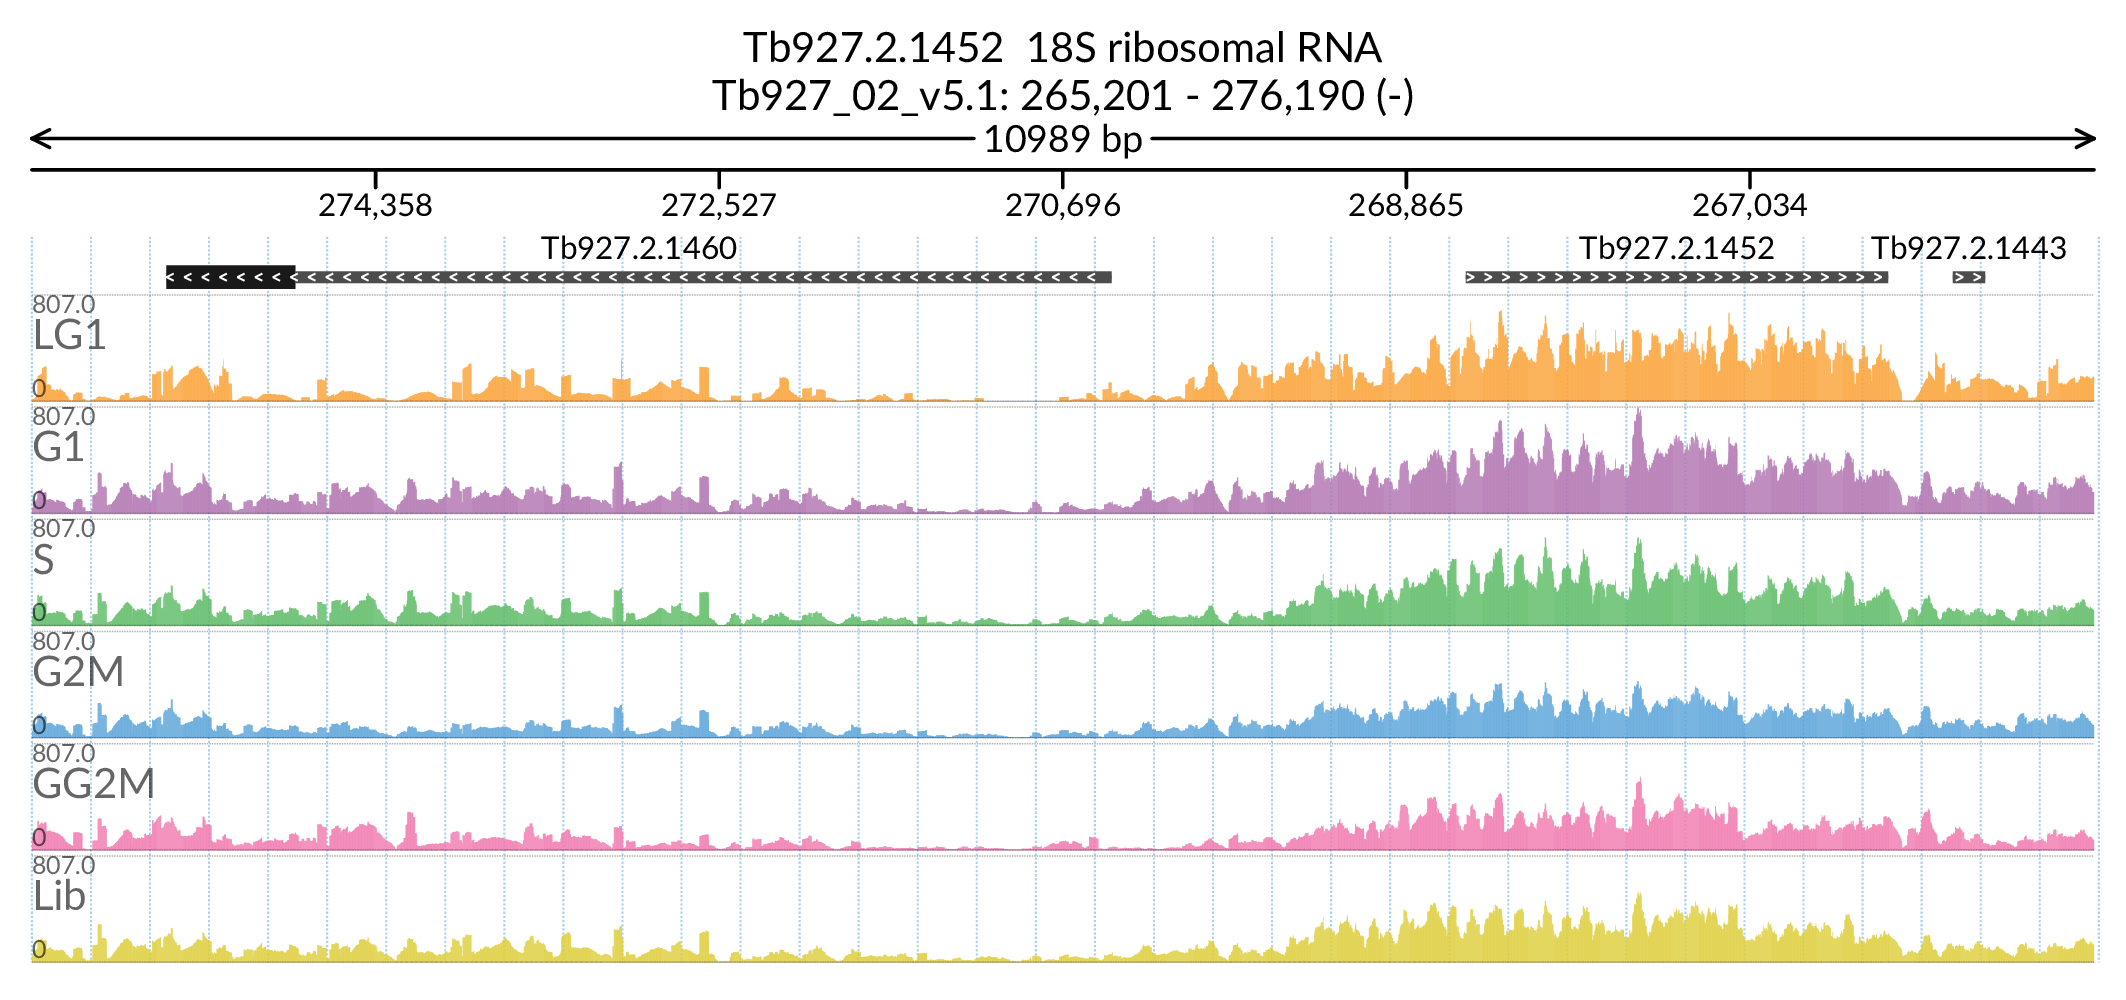 Tb927.2.1452  18S ribosomal RNA
Tb927_02_v5.1: 265,201 - 276,190 (-)
10989 bp
274,358 272,527 270,696 268,865 267,034
Tb927.2.1460 Tb927.2.1452 Tb927.2.1443
807.0
LG1
0
807.0
G1
0
807.0
S
0
807.0
G2M
0
807.0
GG2M
0
807.0
Lib
0